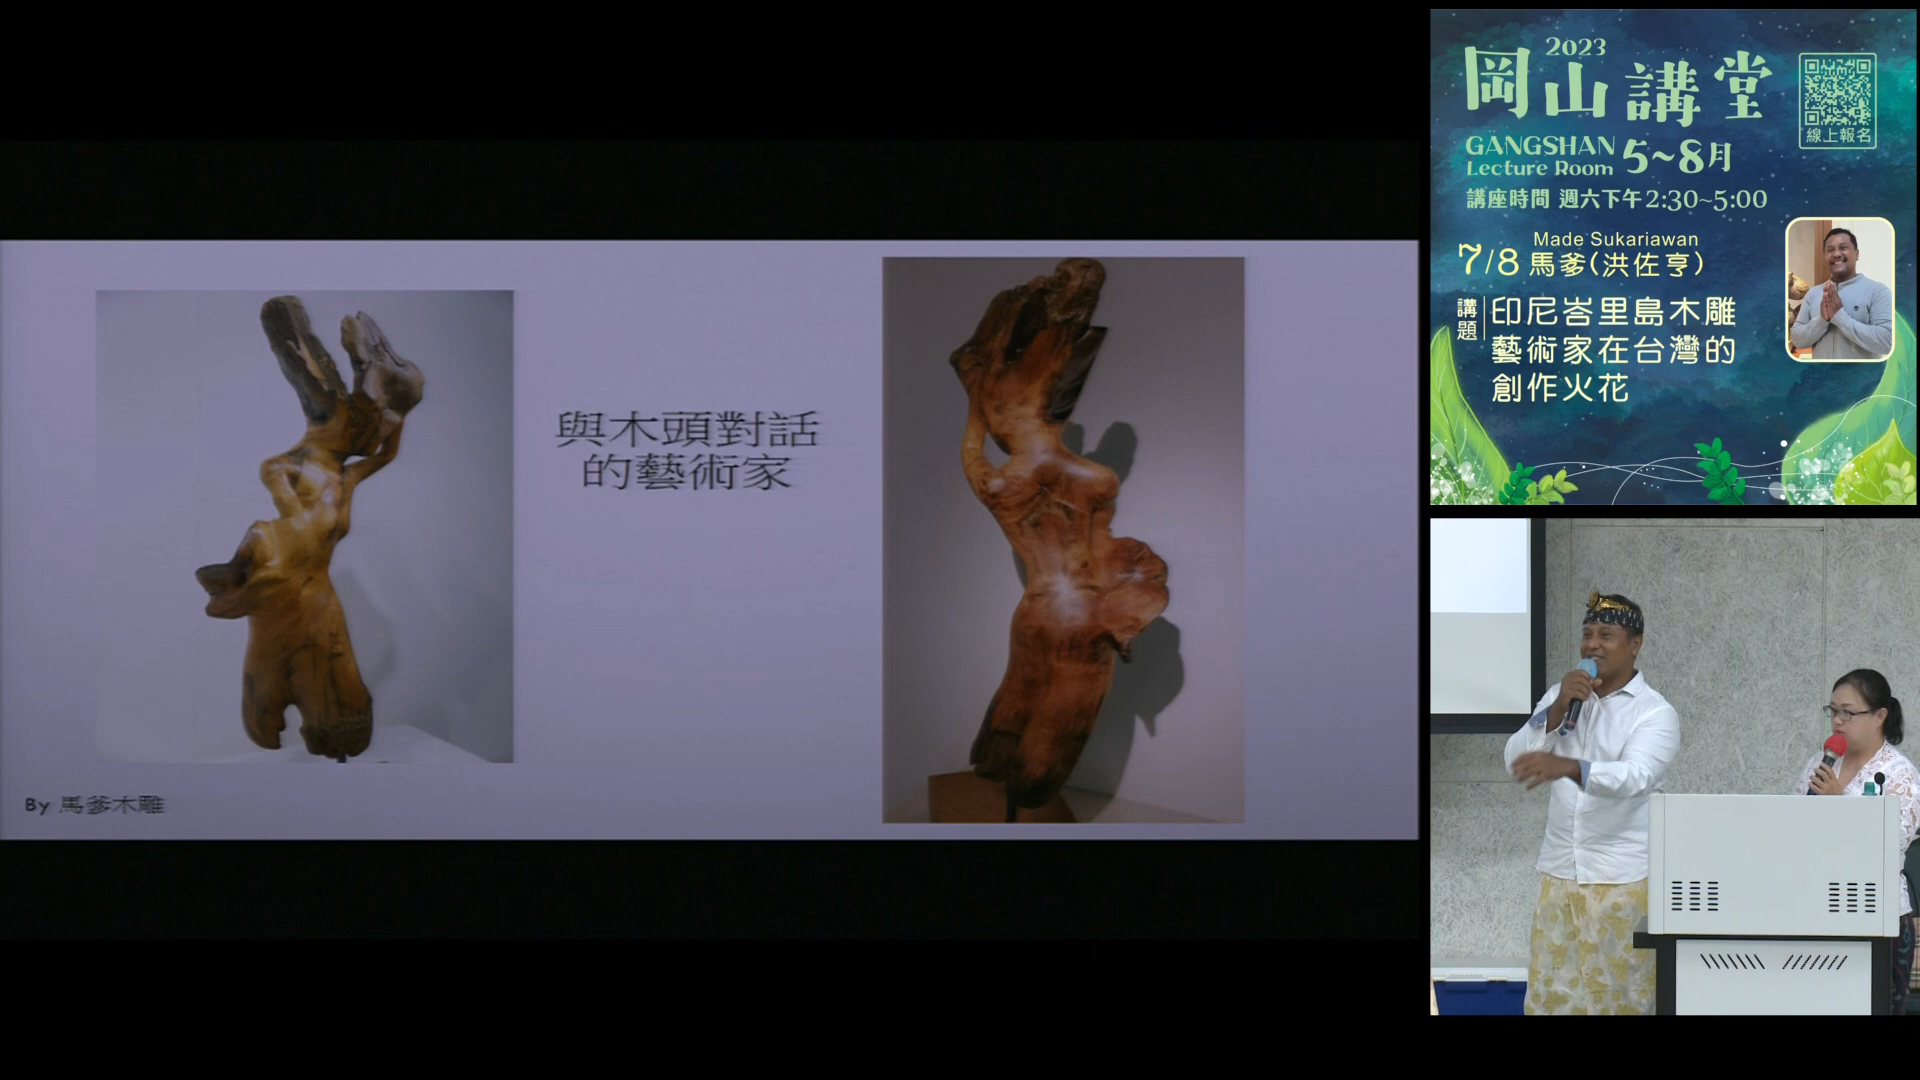 與木頭對話
的藝術家
By 馬爹木雕
2023
岡山講堂
線上報名
GANGSHAN
Lecture Room
5~8月
講座時間 週六下午2:30~5:00
Made Sukariawan
7/8 馬爹(洪佐亨)
講題
印尼峇里島木雕
藝術家在台灣的
創作火花